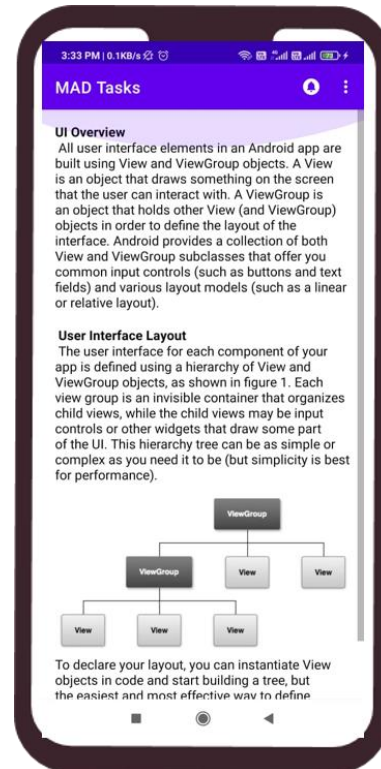 3:33 PM | 0.1KB/s
MAD Tasks
UI Overview
All user interface elements in an Android app are
built using View and ViewGroup objects. A View
is an object that draws something on the screen
that the user can interact with. A ViewGroup is
an object that holds other View (and ViewGroup)
objects in order to define the layout of the
interface. Android provides a collection of both
View and ViewGroup subclasses that offer you
common input controls (such as buttons and text
fields) and various layout models (such as a linear
or relative layout).
User Interface Layout
The user interface for each component of your
app is defined using a hierarchy of View and
ViewGroup objects, as shown in figure 1. Each
view group is an invisible container that organizes
child views, while the child views may be input
controls or other widgets that draw some part
of the UI. This hierarchy tree can be as simple or
complex as you need it to be (but simplicity is best
for performance).
ViewGroup
ViewGroup View View
View View View
To declare your layout, you can instantiate View
objects in code and start building a tree, but
the easiest and most effective way to define